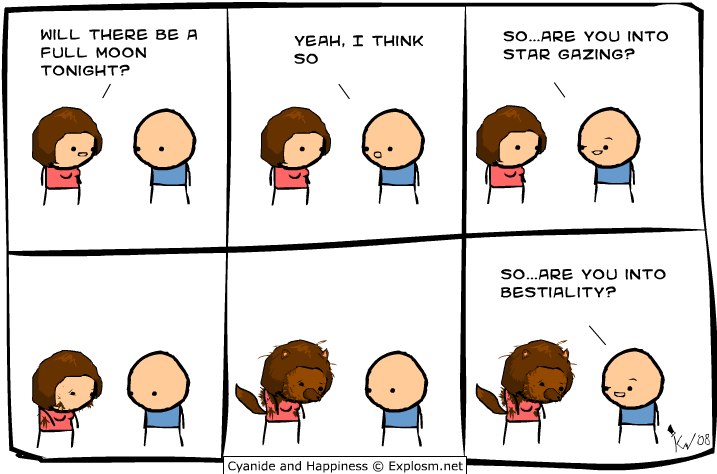 WILL THERE BE A
FULL MOON
TONIGHT?
YEAH, I THINK
SO
SO...ARE YOU INTO
STAR GAZING?
SO...ARE YOU INTO
BESTIALITY?
KW '08
Cyanide and Happiness © Explosm.net